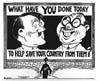 WHAT HAVE YOU DONE TODAY
TO HELP SAVE YOUR COUNTRY FROM THEM?